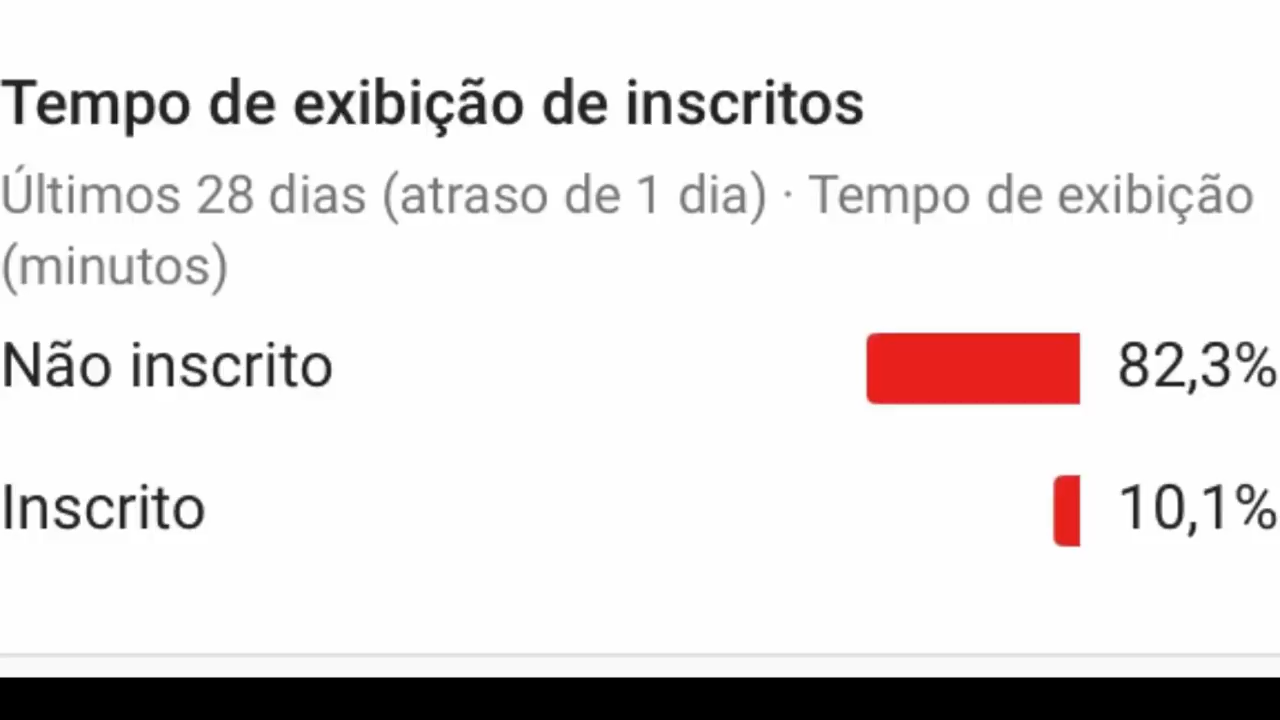 Tempo de exibição de inscritos
Últimos 28 dias (atraso de 1 dia) · Tempo de exibição
(minutos)
Não inscrito 82,3%
Inscrito 10,1%